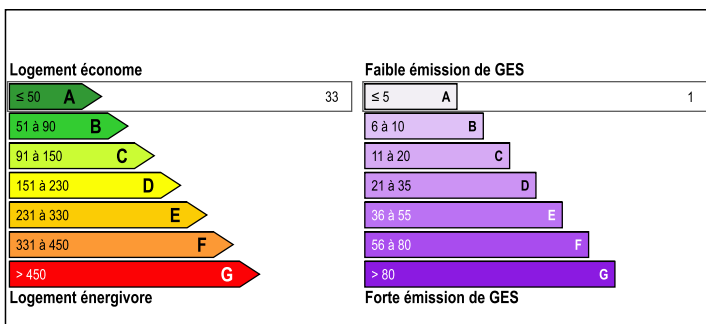 Logement économe
≤ 50 A 33
51 à 90 B
91 à 150 C
151 à 230 D
231 à 330 E
331 à 450 F
> 450 G
Logement énergivore
Faible émission de GES
≤ 5 A 1
6 à 10 B
11 à 20 C
21 à 35 D
36 à 55 E
56 à 80 F
> 80 G
Forte émission de GES